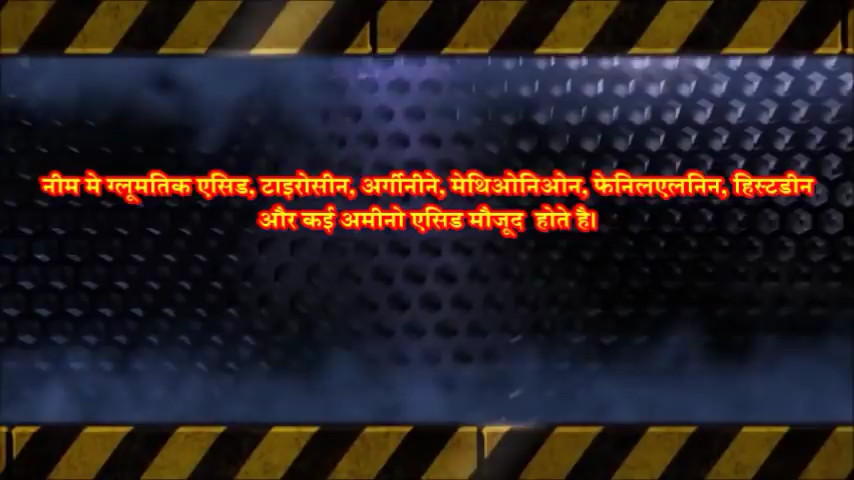 नीम मे ग्लूमतिक एसिड, टाइरोसीन, अर्गीनीने, मेथिओनिओन, फेनिलएलनिन, हिस्टडीन
और कई अमीनो एसिड मौजूद होते है।